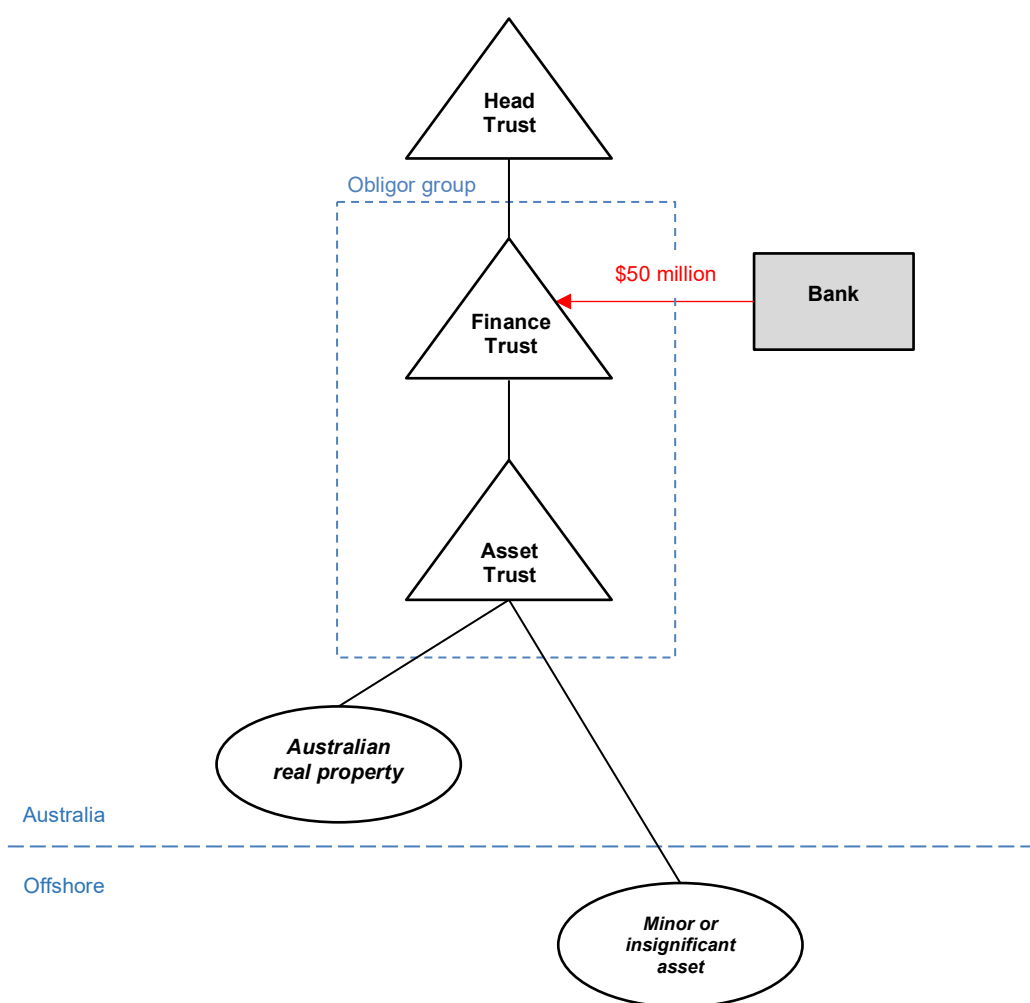 Head
Trust
Obligor group
$50 million
Bank
Finance
Trust
Asset
Trust
Australian
real property
Australia
Offshore
Minor or
insignificant
asset